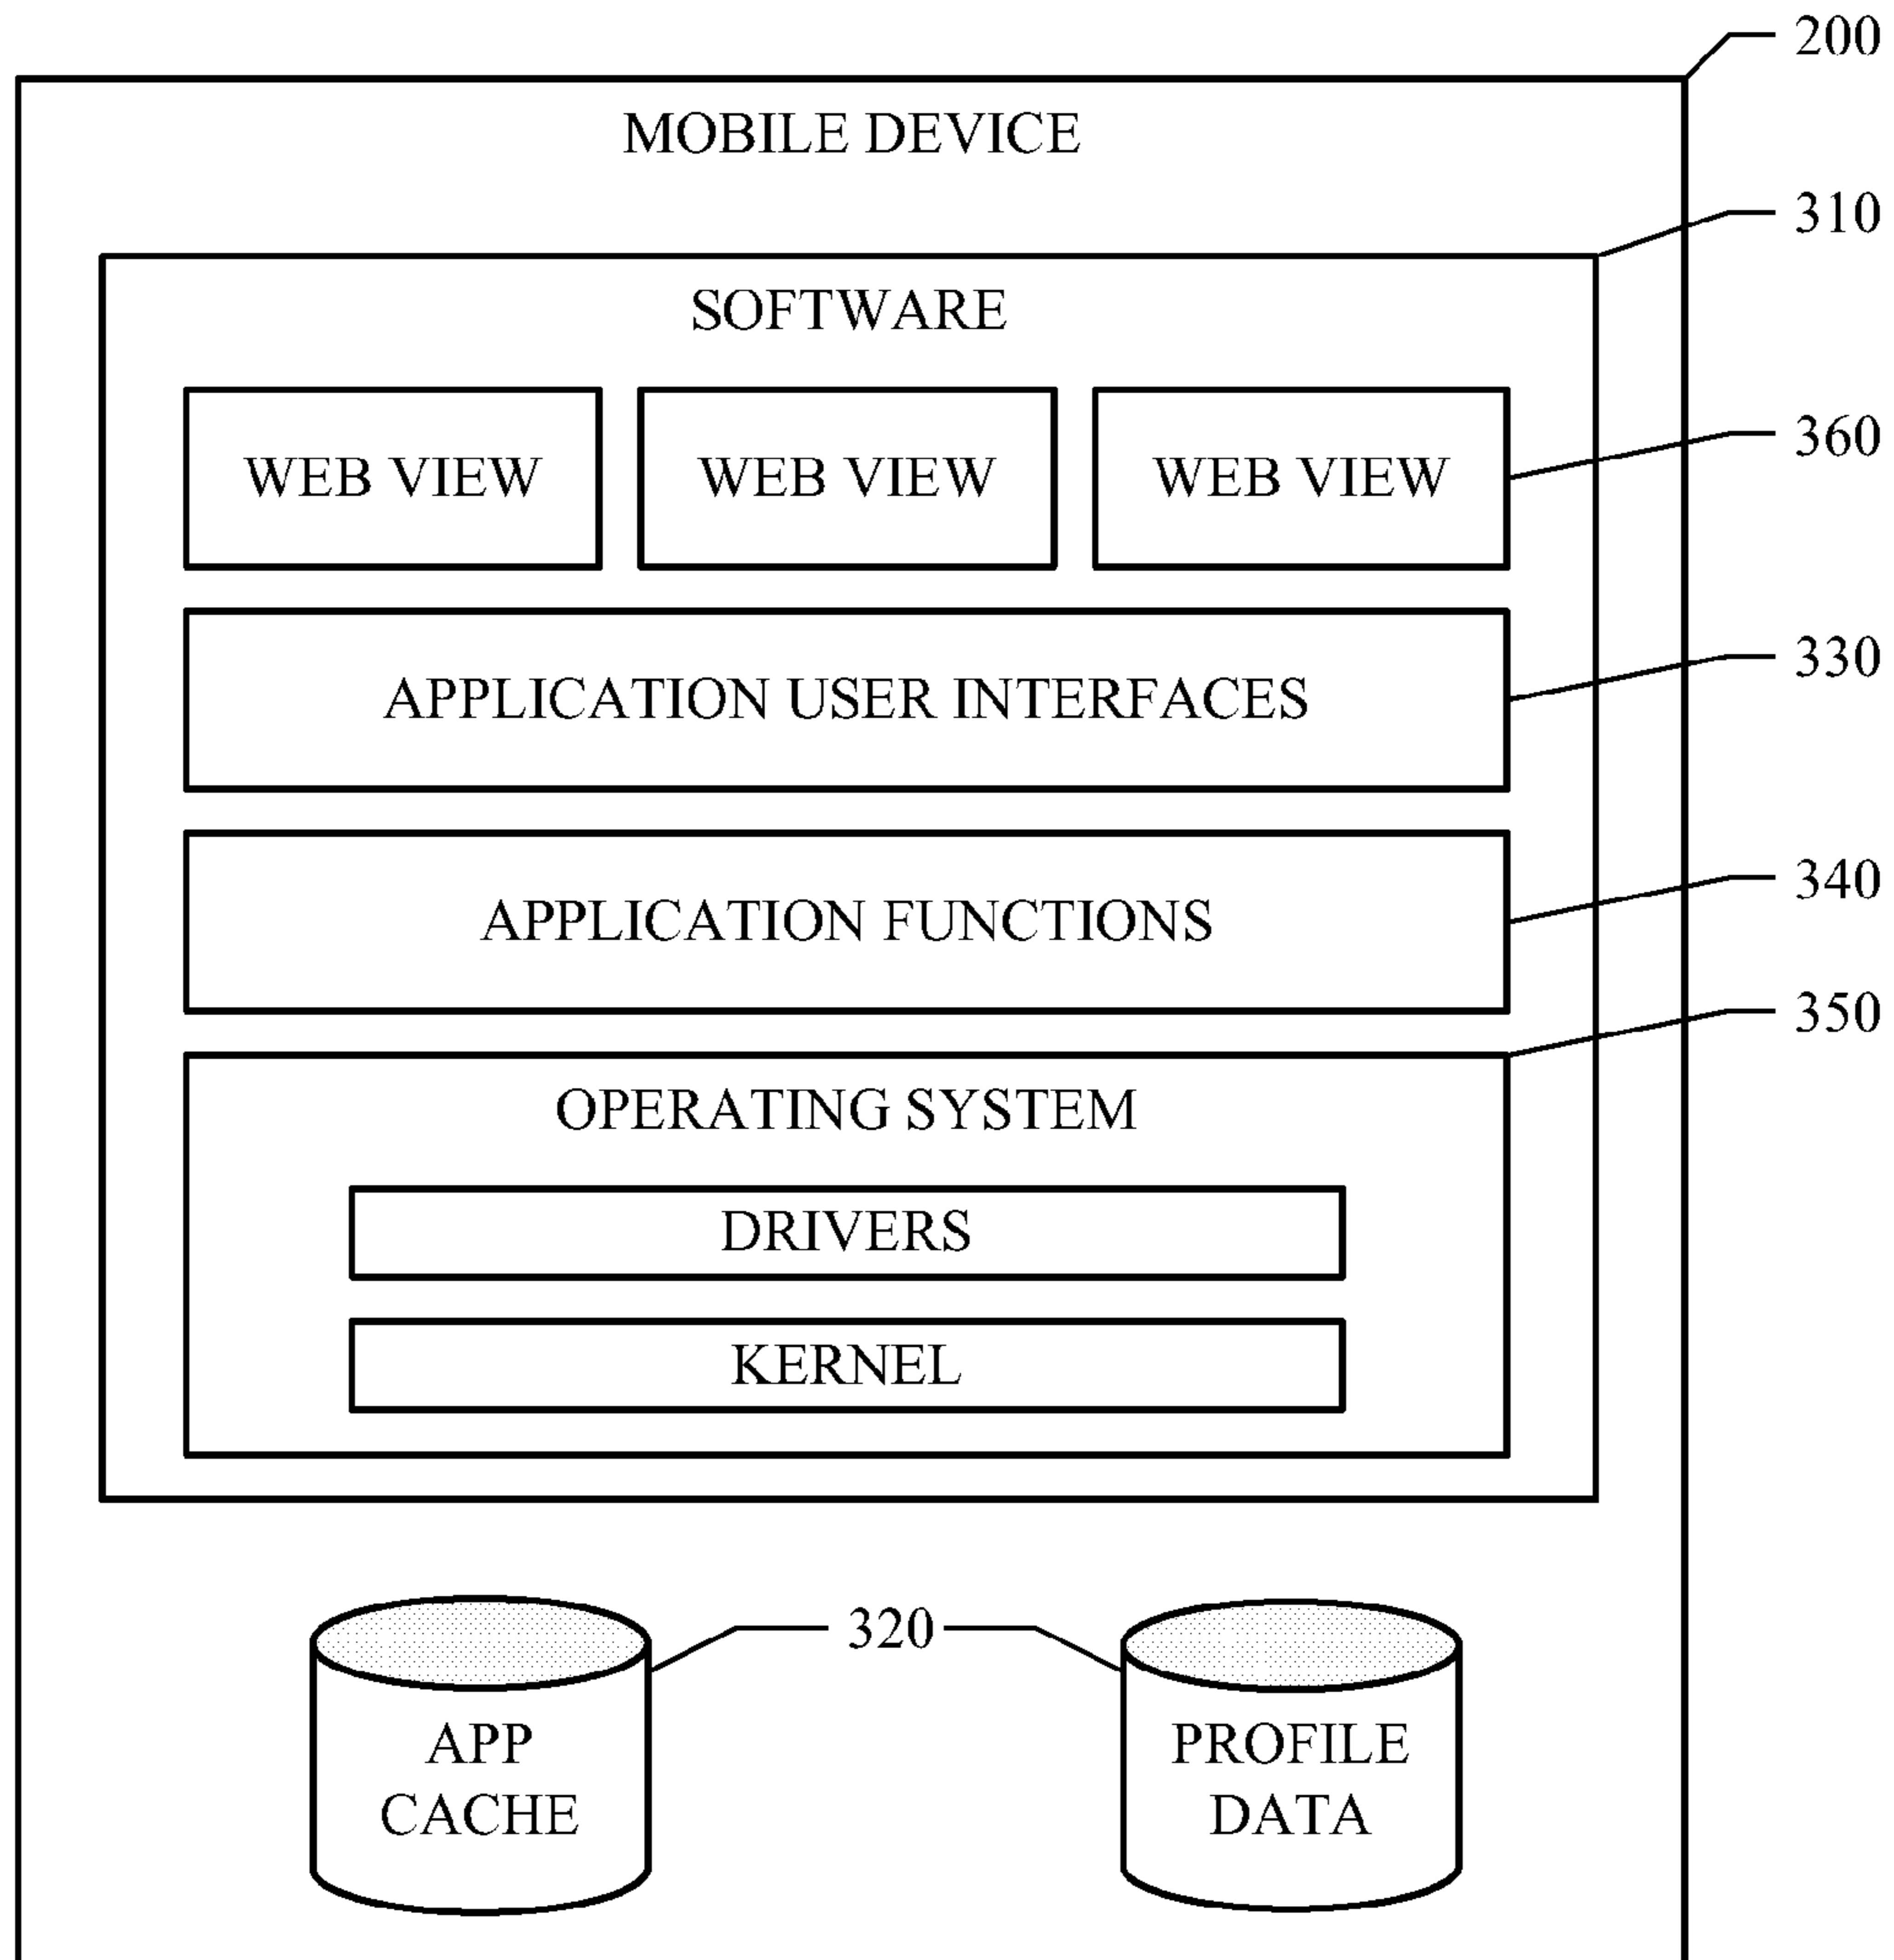 200
MOBILE DEVICE
310
SOFTWARE
360
WEB VIEW WEB VIEW WEB VIEW
330
APPLICATION USER INTERFACES
340
APPLICATION FUNCTIONS
350
OPERATING SYSTEM
DRIVERS
KERNEL
320
APP
CACHE
PROFILE
DATA